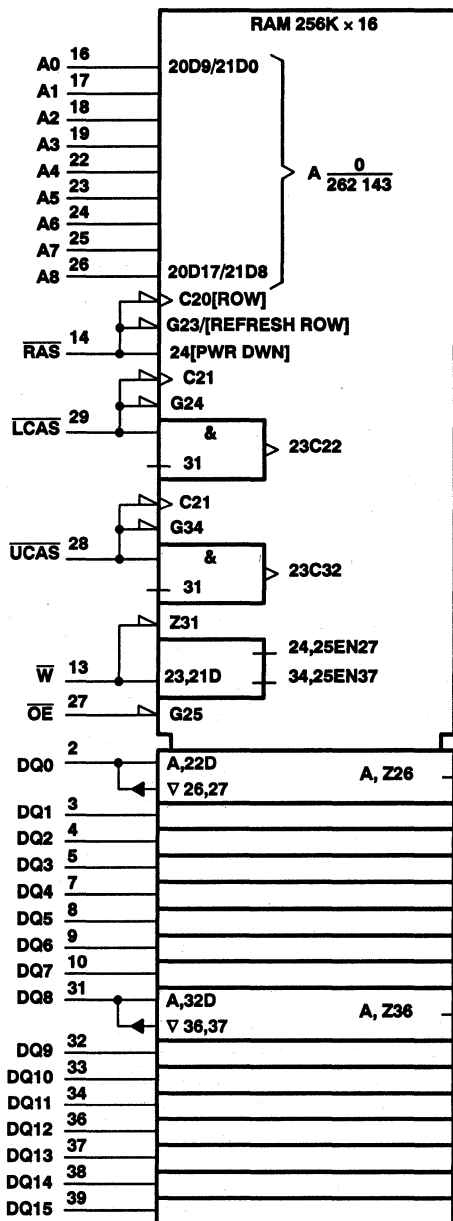 RAM 256K × 16
A0 16 20D9/21D0
A1 17
A2 18
A3 19
A4 22 A 0
262 143
A5 23
A6 24
A7 25
A8 26 20D17/21D8
C20[ROW]
G23/[REFRESH ROW]
RAS 14 24[PWR DWN]
C21
G24
LCAS 29 & 23C22
31
C21
G34
UCAS 28 & 23C32
31
Z31
24,25EN27
W 13 23,21D 34,25EN37
OE 27 G25
DQ0 2 A,22D A, Z26
∇ 26,27
DQ1 3
DQ2 4
DQ3 5
DQ4 7
DQ5 8
DQ6 9
DQ7 10
DQ8 31 A,32D A, Z36
∇ 36,37
DQ9 32
DQ10 33
DQ11 34
DQ12 36
DQ13 37
DQ14 38
DQ15 39